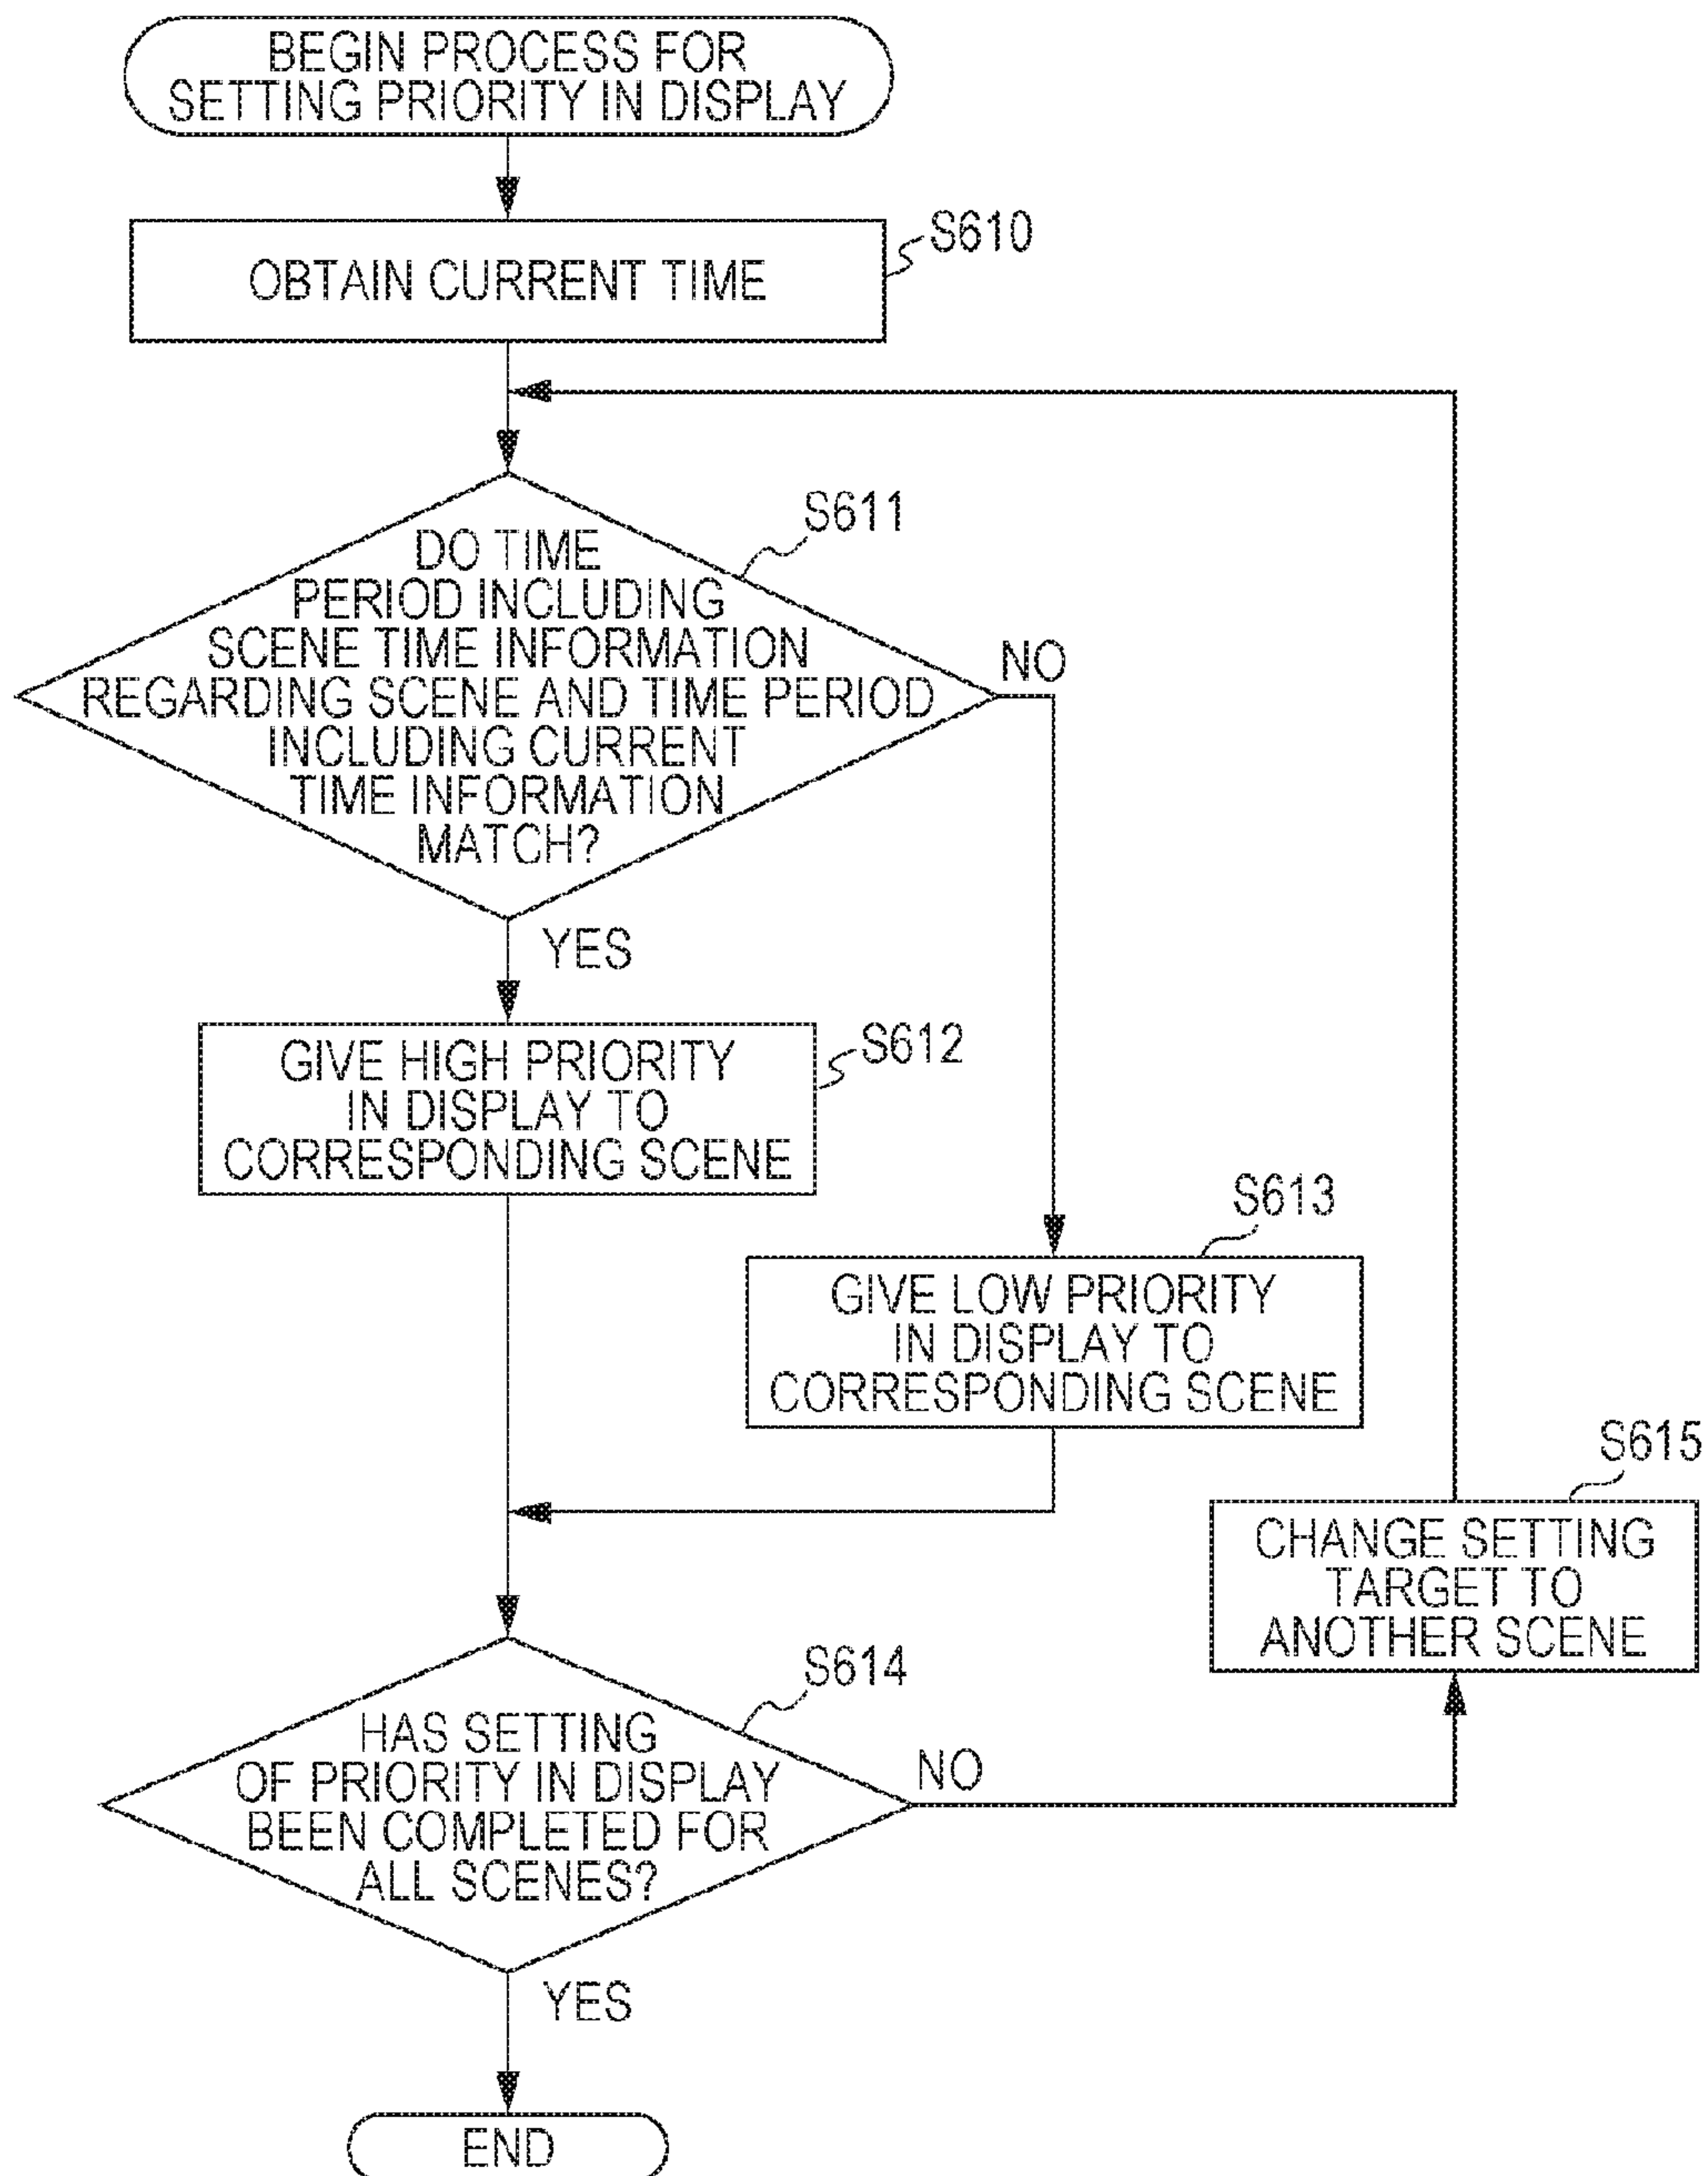 BEGIN PROCESS FOR
SETTING PRIORITY IN DISPLAY
S610
OBTAIN CURRENT TIME
S611
DO TIME
PERIOD INCLUDING
SCENE TIME INFORMATION
REGARDING SCENE AND TIME PERIOD
INCLUDING CURRENT
TIME INFORMATION
MATCH?
NO
YES
S612
GIVE HIGH PRIORITY
IN DISPLAY TO
CORRESPONDING SCENE
S613
GIVE LOW PRIORITY
IN DISPLAY TO
CORRESPONDING SCENE
S615
CHANGE SETTING
TARGET TO
ANOTHER SCENE
S614
HAS SETTING
OF PRIORITY IN DISPLAY
BEEN COMPLETED FOR
ALL SCENES?
NO
YES
END